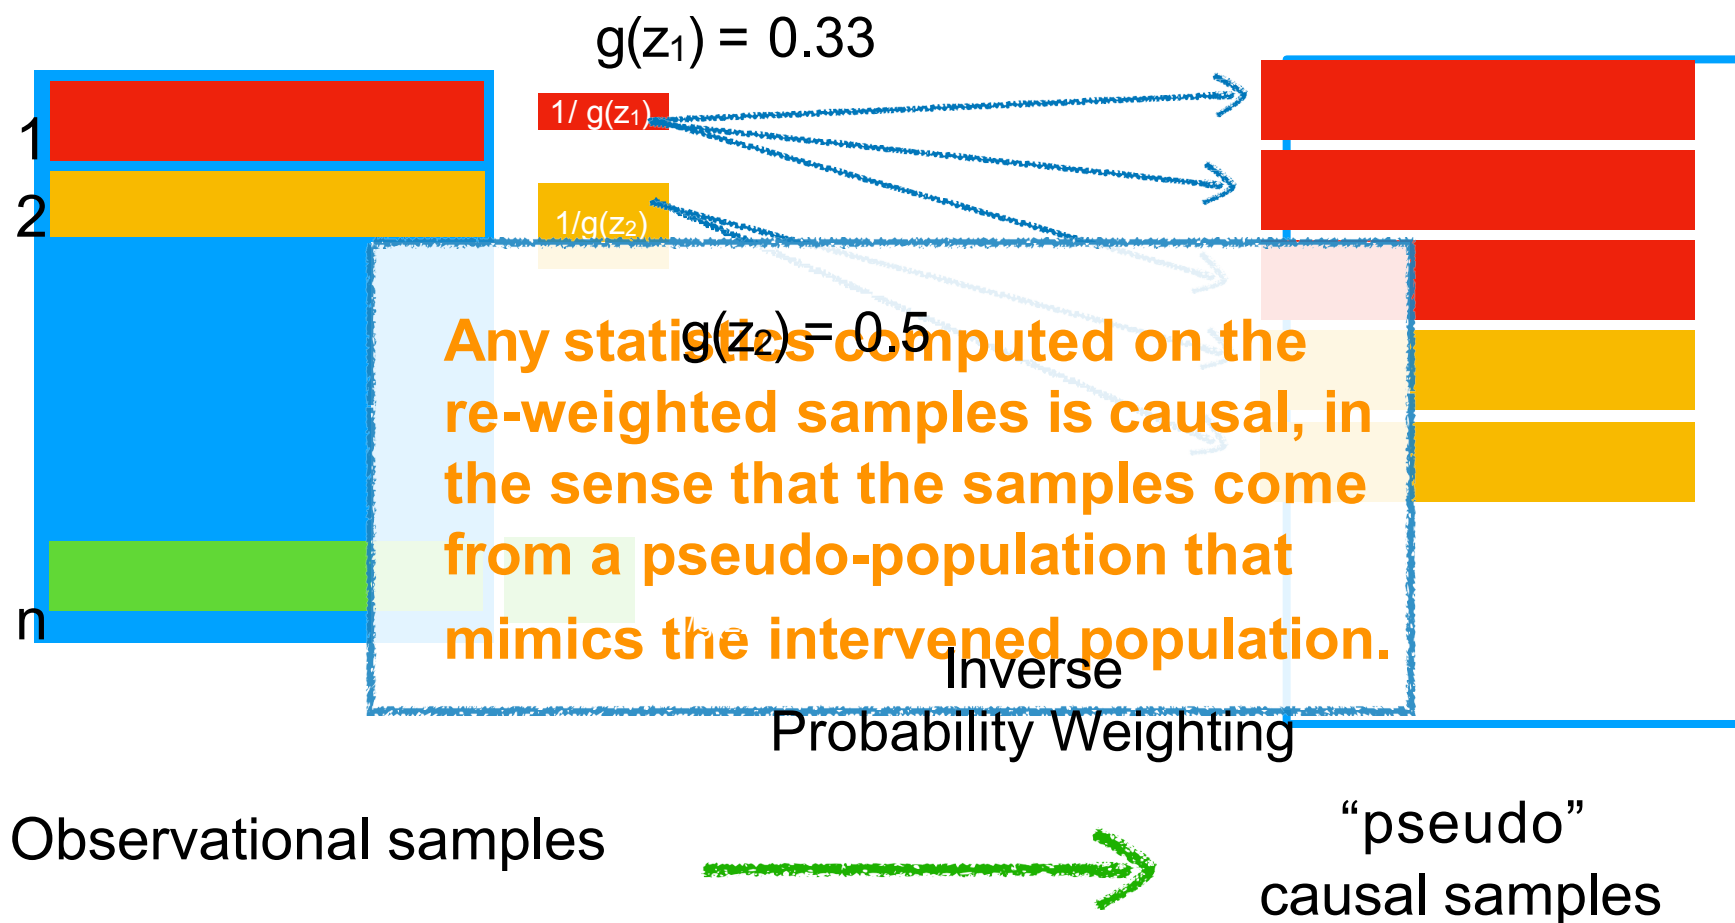 g(z₁) = 0.33
1/ g(z₁)
1
2
1/g(z₂)
g(z₂) = 0.5
Any statistics computed on the
re-weighted samples is causal, in
the sense that the samples come
from a pseudo-population that
mimics the intervened population.
n
Inverse
Probability Weighting
Observational samples
“pseudo”
causal samples